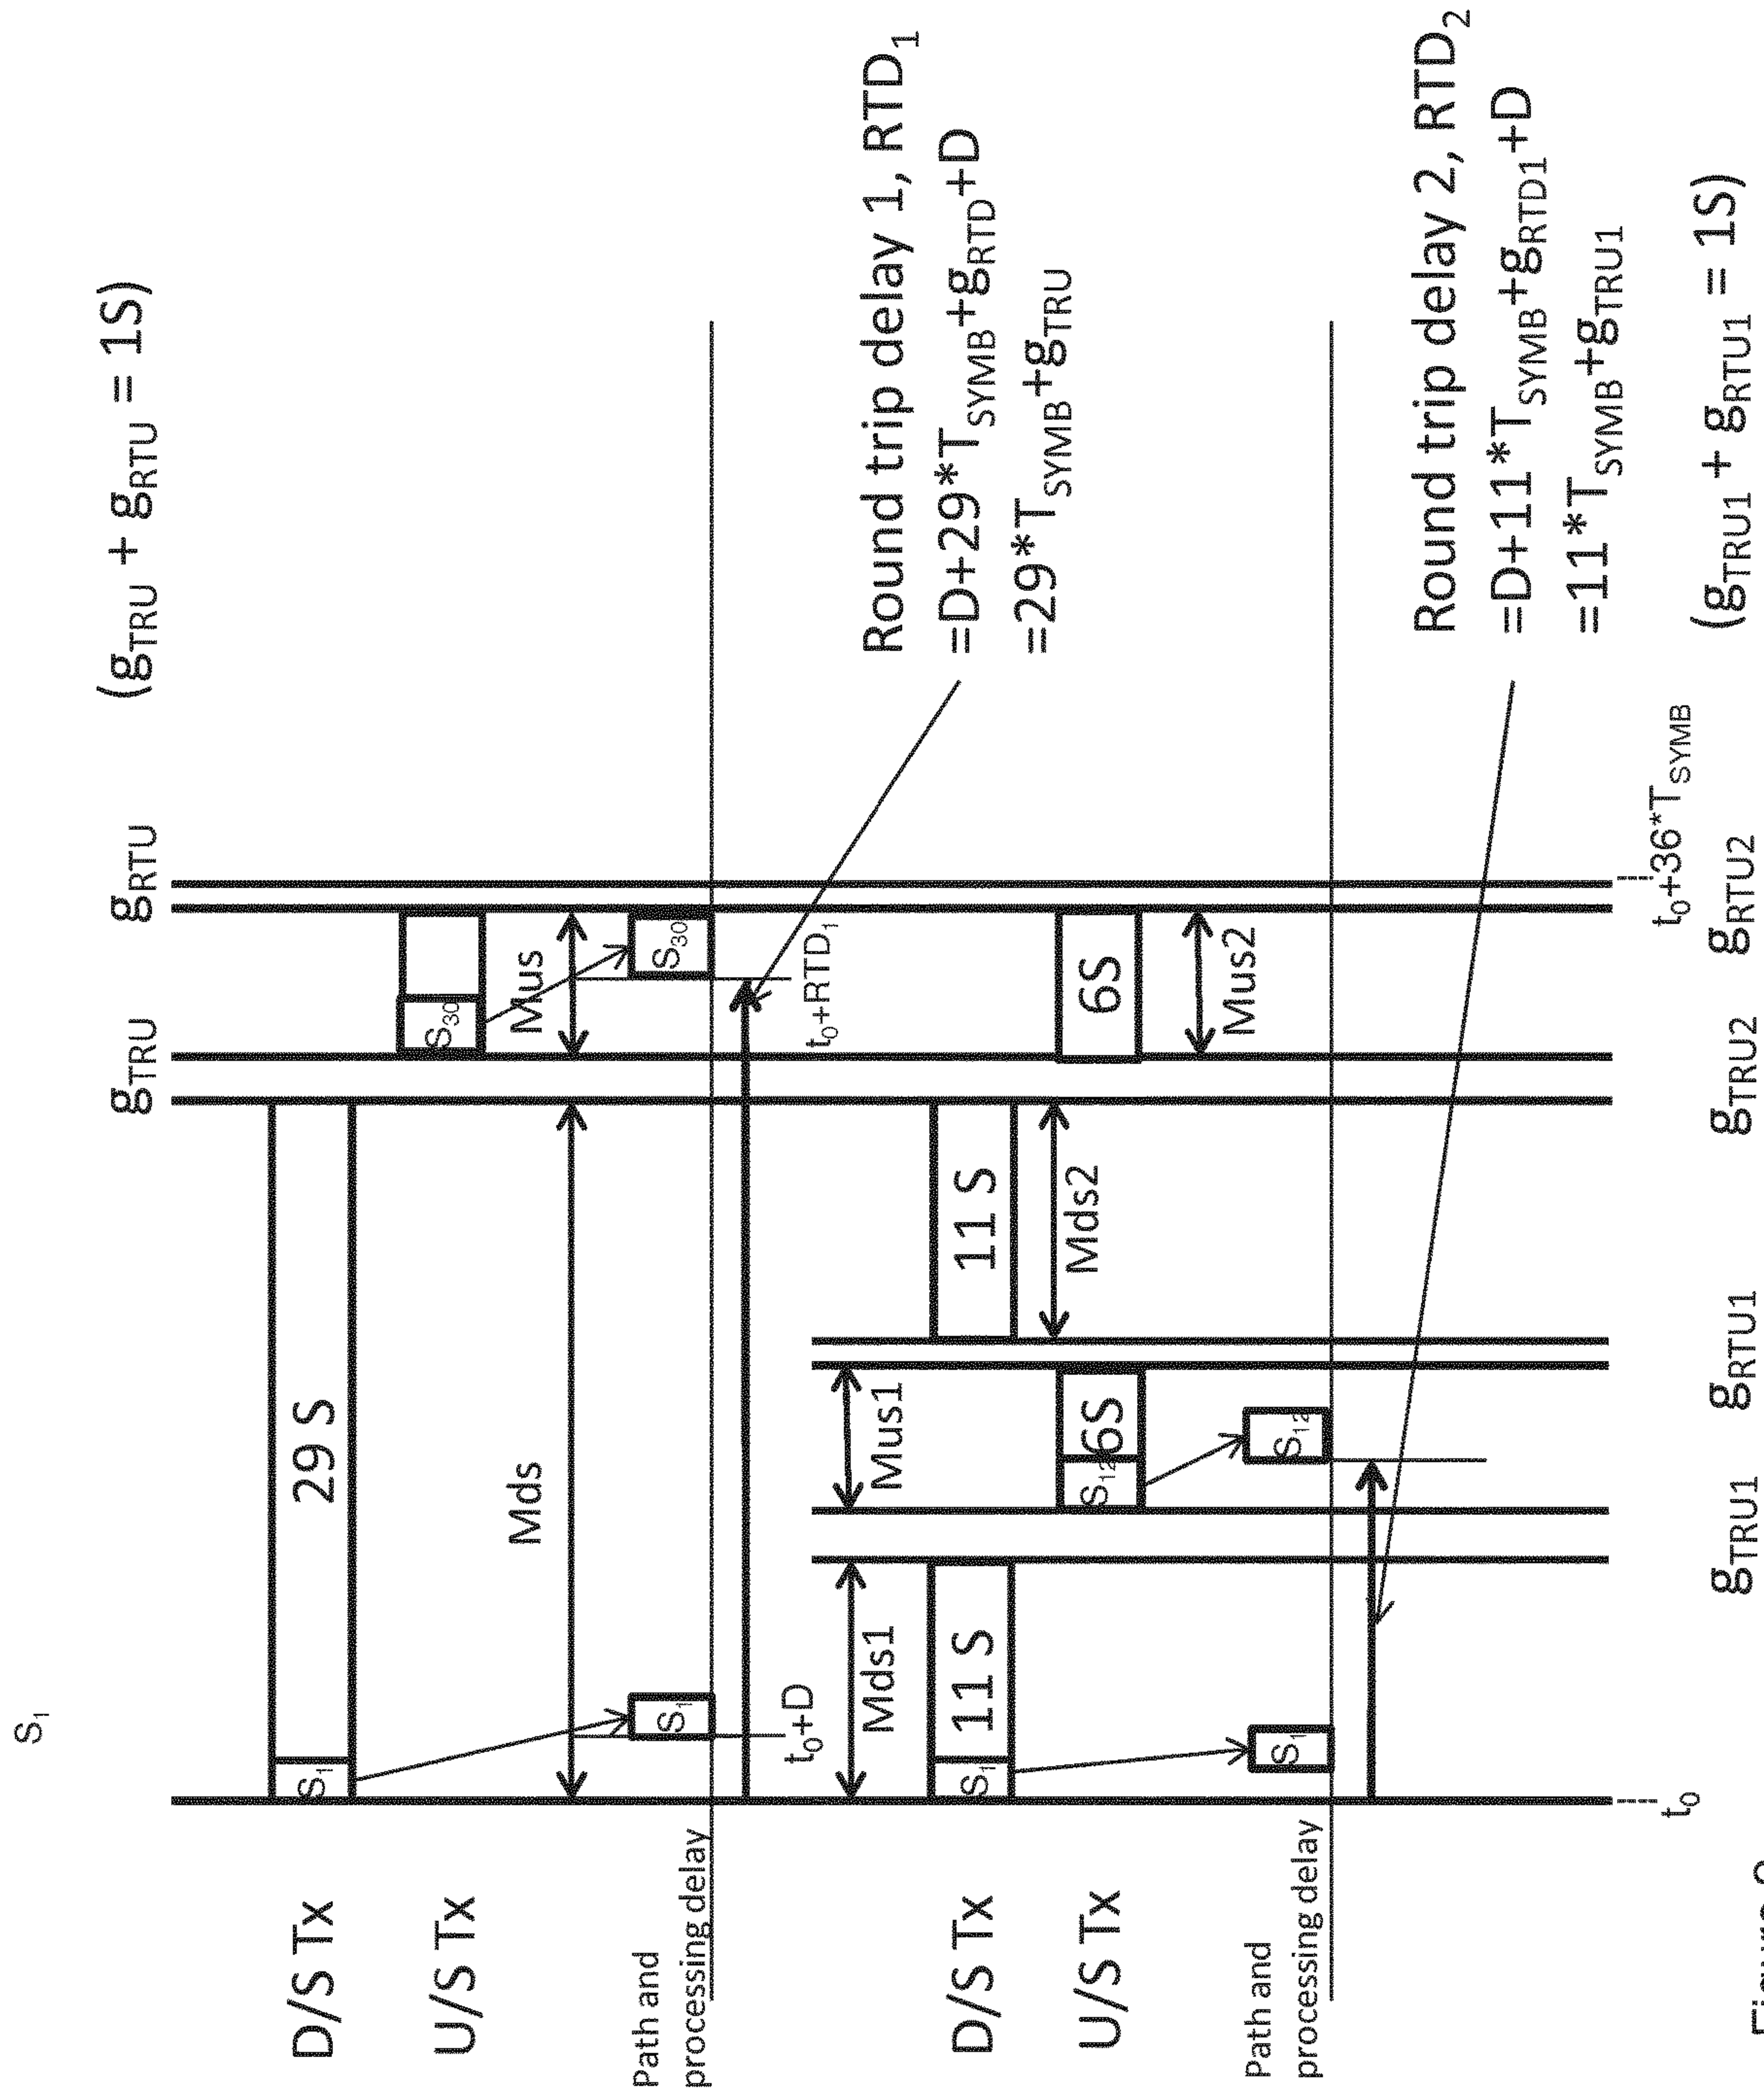 S₁
gTRU
gRTU
(gTRU + gRTU = 1S)
D/S Tx
S₁
29 S
U/S Tx
S₃₀
Mds
Mus
Path and
processing delay
S₁
S₃₀
t₀+D
t₀+RTD₁
Round trip delay 1, RTD₁
=D+29*TSYMB+gRTD+D
=29*TSYMB+gTRU
Mds1
Mus1
D/S Tx
S₁
11 S
11 S
Mds2
U/S Tx
S₁₂
6S
6S
Mus2
Path and
processing delay
S₁
S₁₂
Round trip delay 2, RTD₂
=D+11*TSYMB+gRTD1+D
=11*TSYMB+gTRU1
t₀
t₀+36*TSYMB
gTRU1
gRTU1
gTRU2
gRTU2
(gTRU1 + gRTU1 = 1S)
Figure